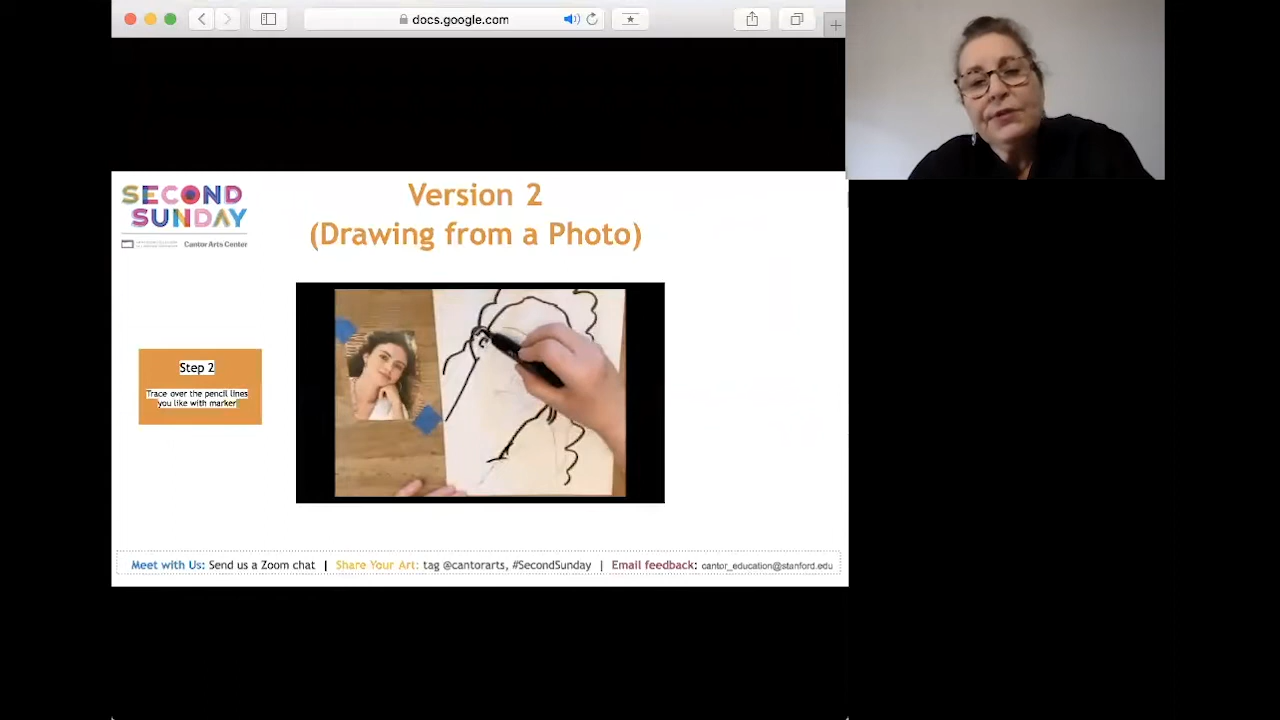 docs.google.com
SECOND
SUNDAY
Cantor Arts Center
Version 2
(Drawing from a Photo)
Step 2
Trace over the pencil lines
you like with marker
Meet with Us: Send us a Zoom chat | Share Your Art: tag @cantorarts, #SecondSunday | Email feedback: cantor_education@stanford.edu